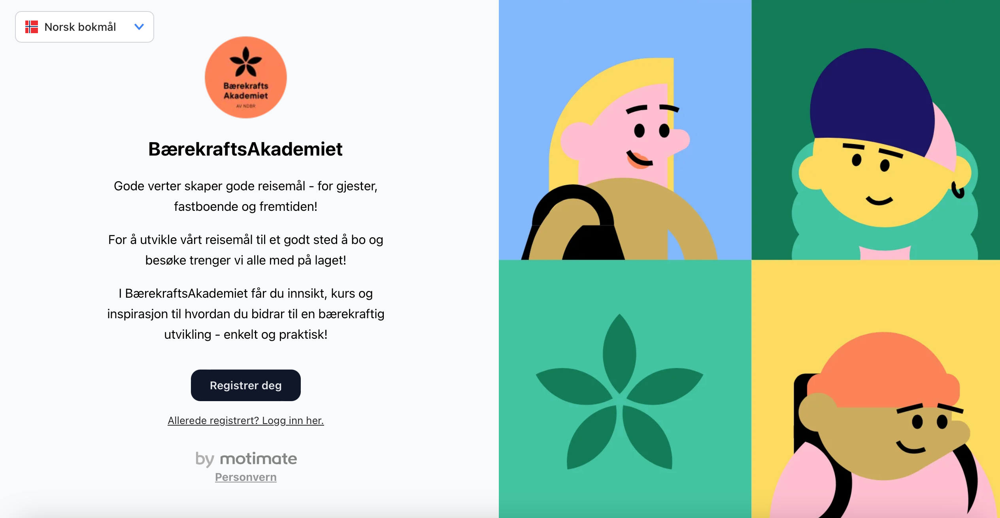 Norsk bokmål
Bærekrafts
Akademiet
AV NDBR
BærekraftsAkademiet
Gode verter skaper gode reisemål - for gjester,
fastboende og fremtiden!
For å utvikle vårt reisemål til et godt sted å bo og
besøke trenger vi alle med på laget!
I BærekraftsAkademiet får du innsikt, kurs og
inspirasjon til hvordan du bidrar til en bærekraftig
utvikling - enkelt og praktisk!
Registrer deg
Allerede registrert? Logg inn her.
by motimate
Personvern